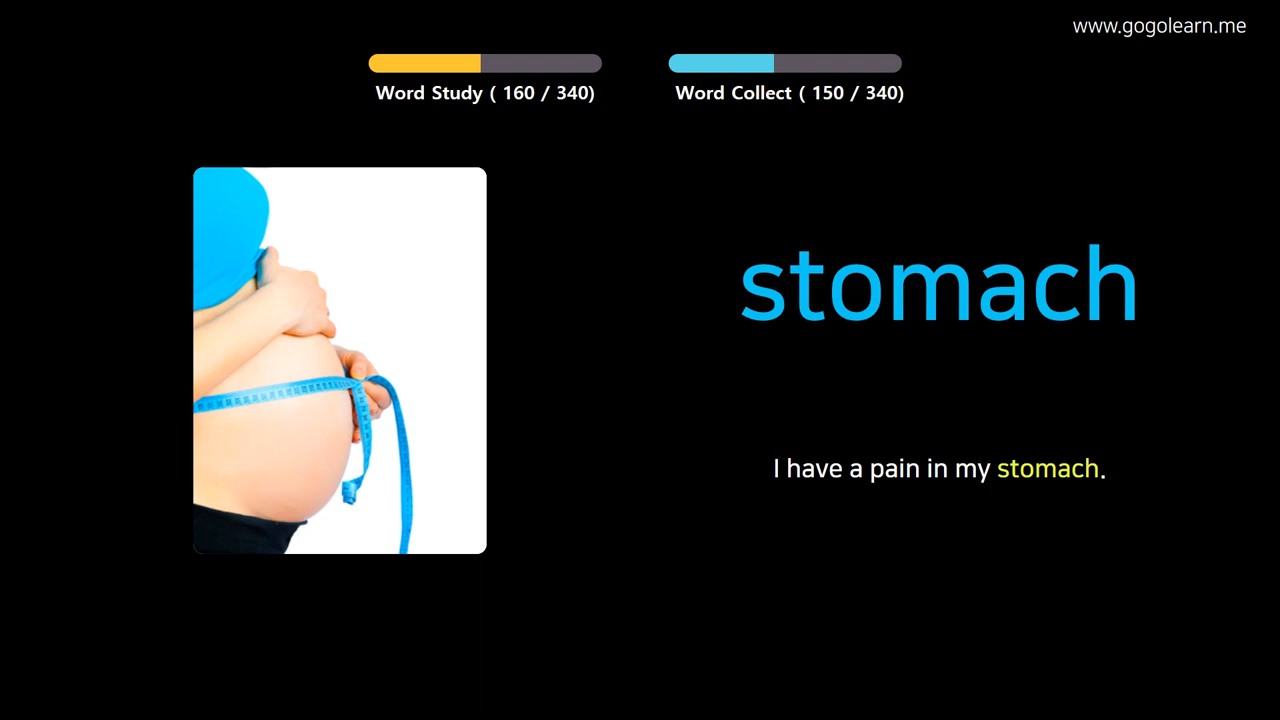 www.gogolearn.me
Word Study ( 160 / 340)
Word Collect ( 150 / 340)
stomach
I have a pain in my stomach.